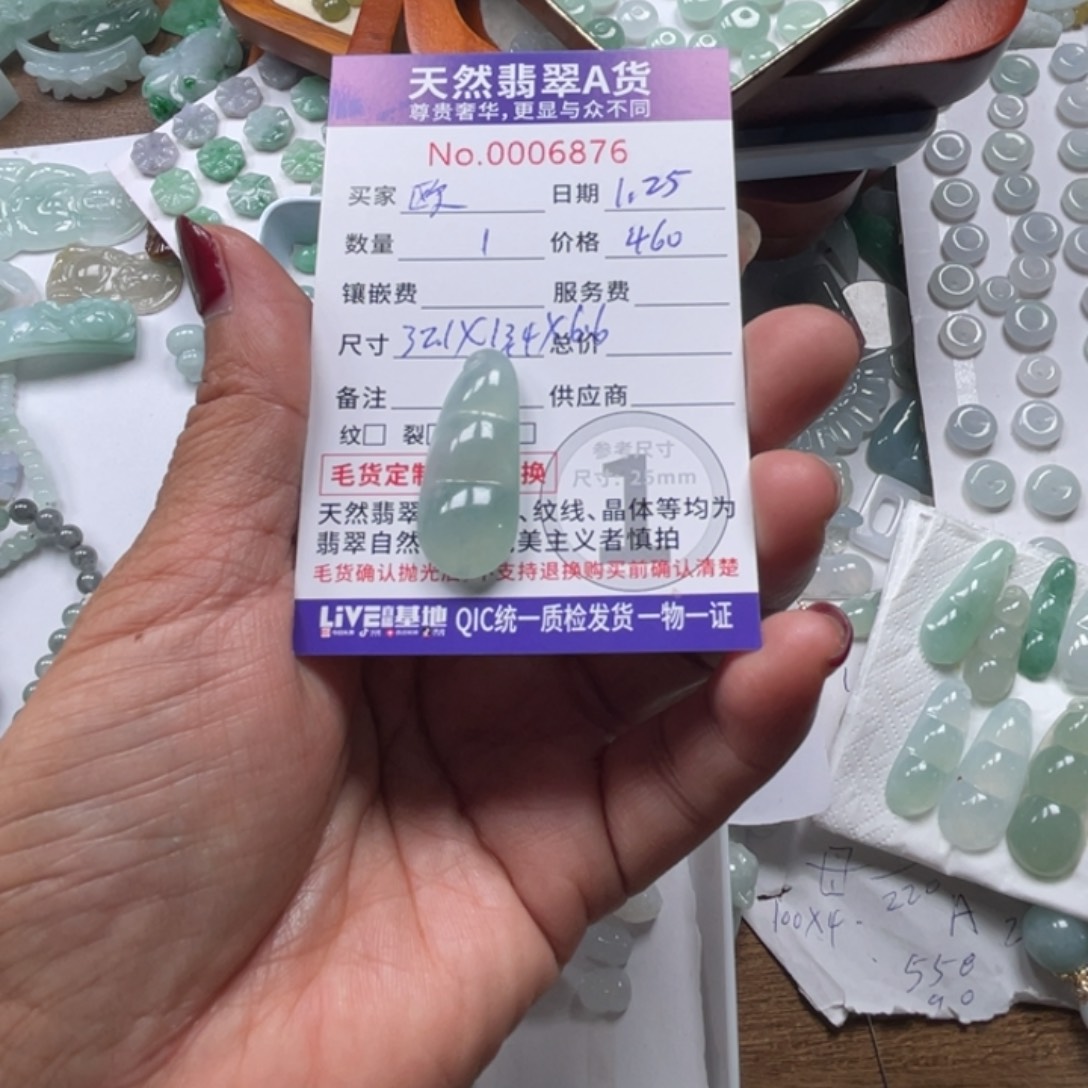 天然翡翠A货
尊贵奢华,更显与众不同
No.0006876
买家 欧 日期 1.25
数量 1 价格 460
镶嵌费 服务费
尺寸 32.1X13.4X6.6 总价
备注 供应商
纹□ 裂
参考尺寸
毛货定制 换
尺寸:25mm
1
天然翡翠 、纹线、晶体等均为
翡翠自然 美主义者慎拍
毛货确认抛光后 不支持退换购买前确认清楚
LiVE 基地 QIC统一质检发货 一物一证
100X4. 220
A 2
558
90